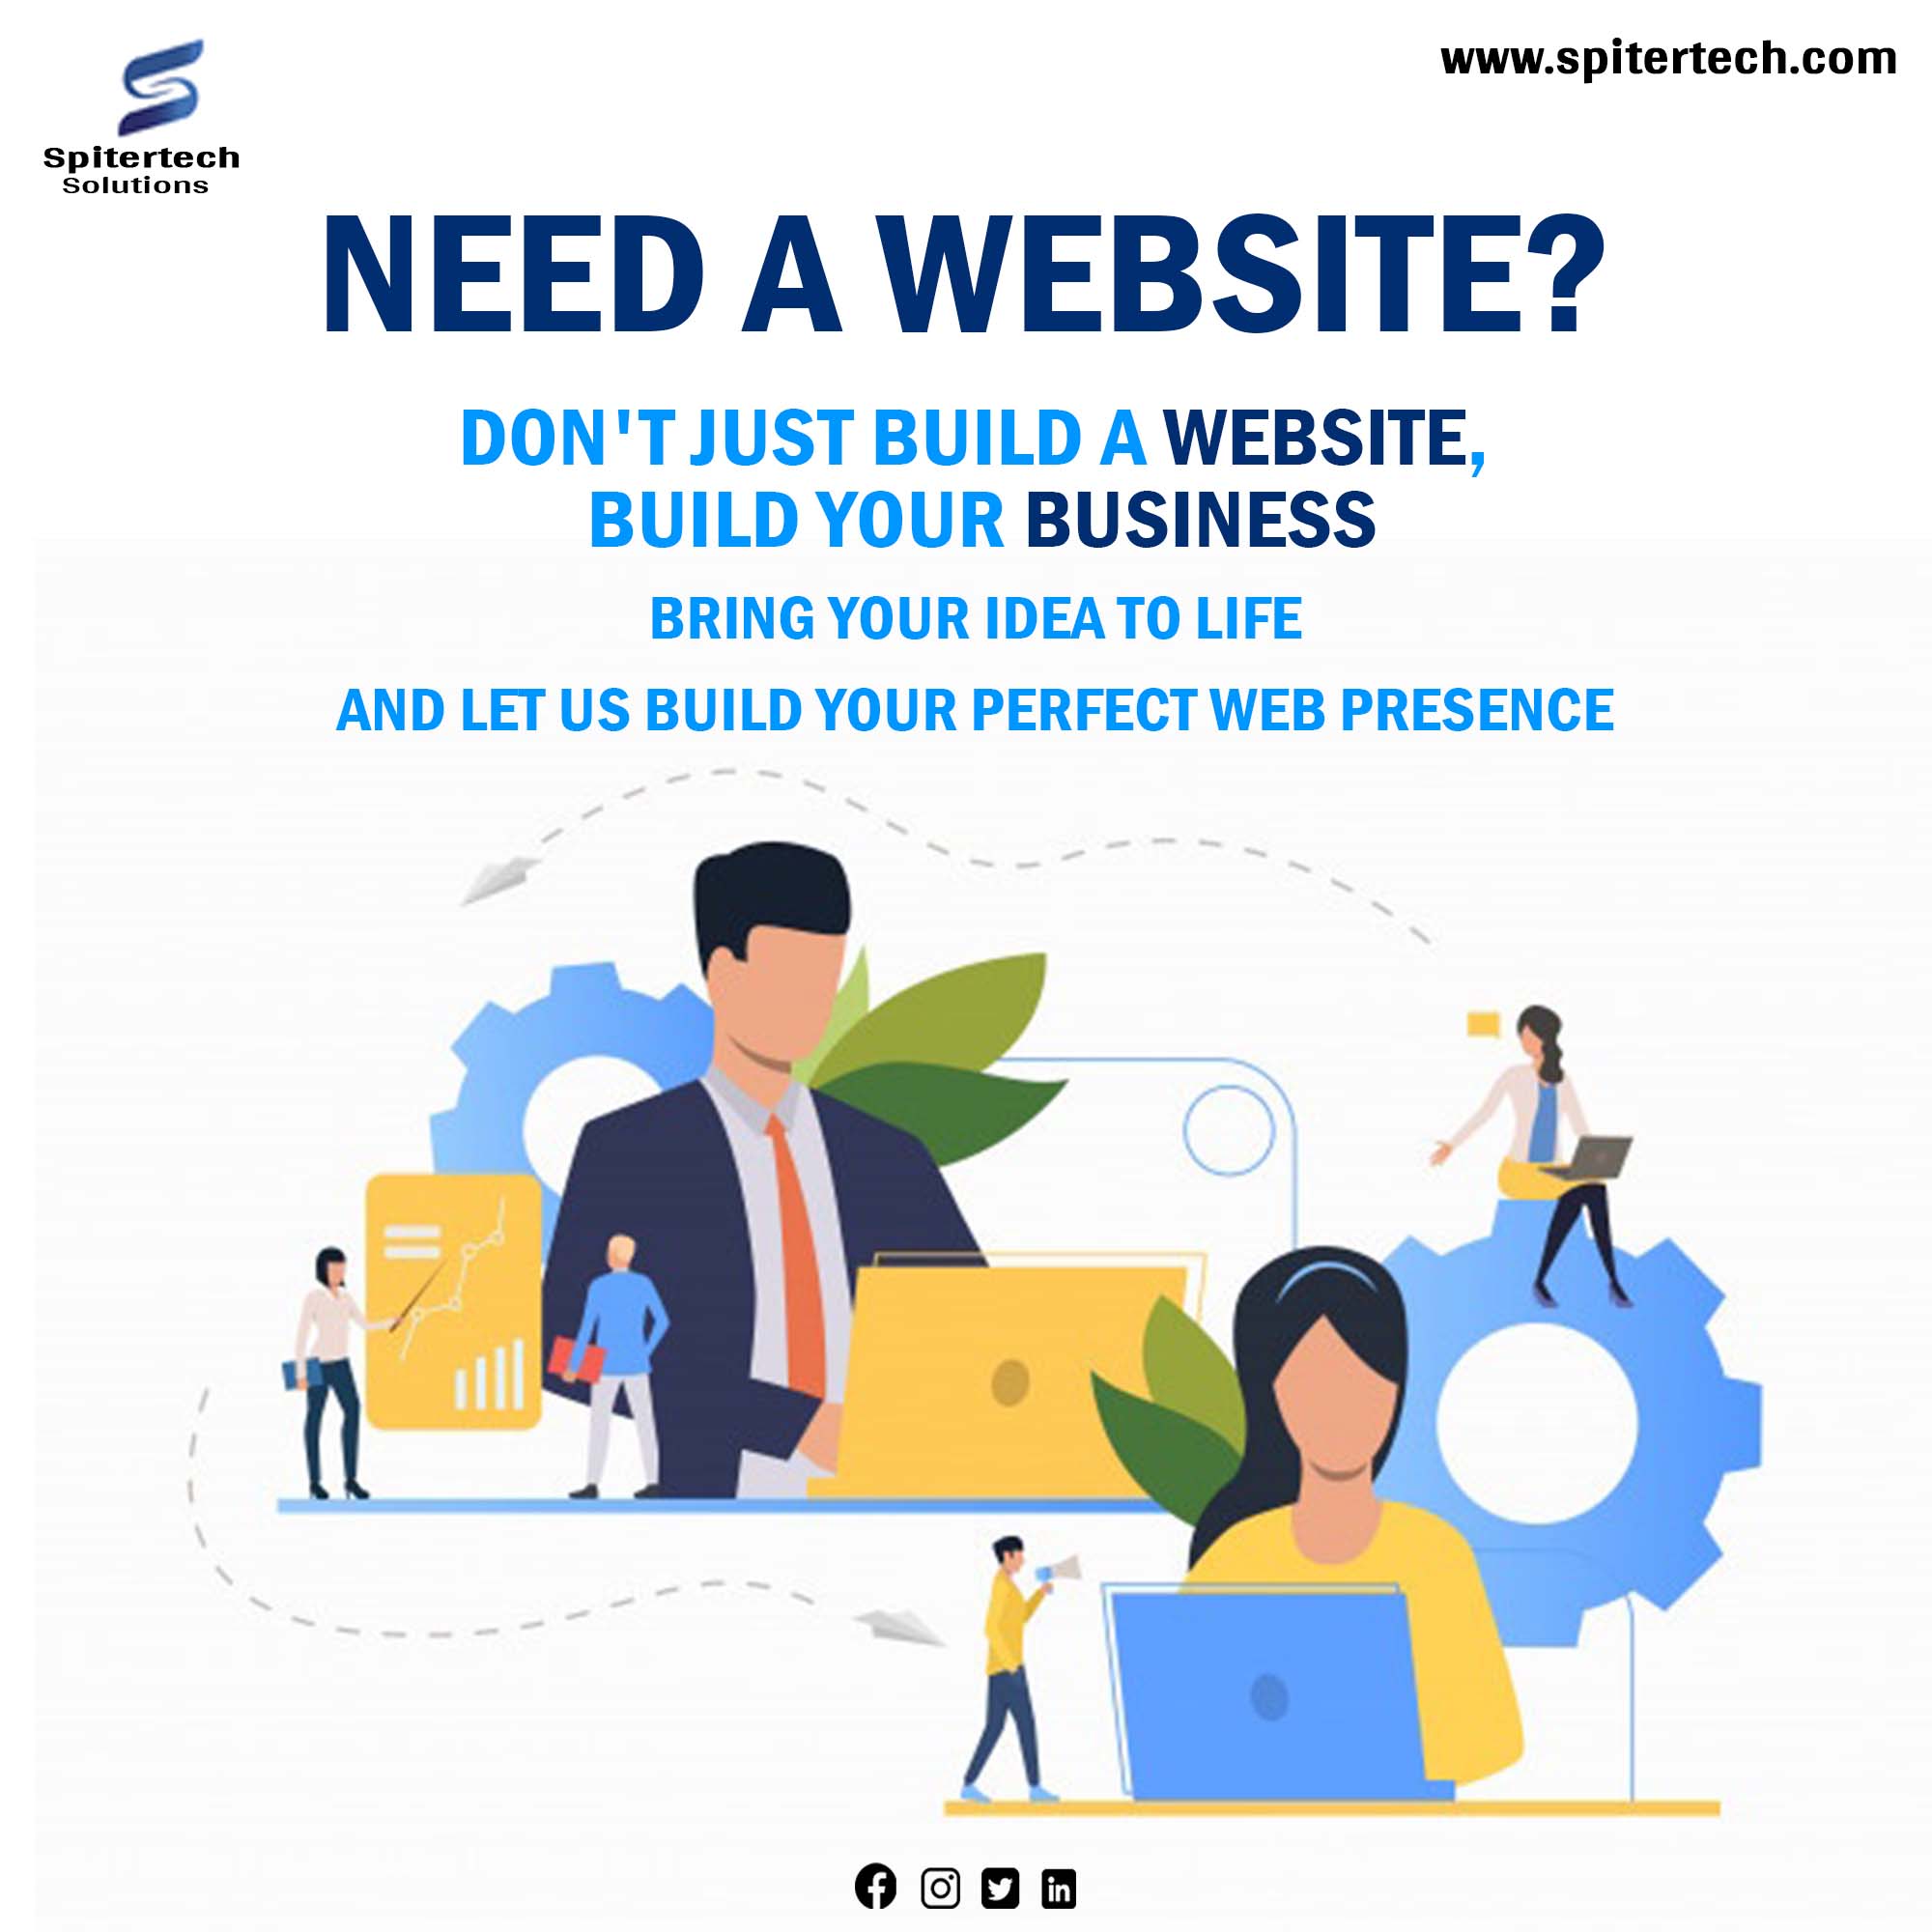 www.spitertech.com
Spitertech
Solutions
NEED A WEBSITE?
DON'T JUST BUILD A WEBSITE,
BUILD YOUR BUSINESS
BRING YOUR IDEA TO LIFE
AND LET US BUILD YOUR PERFECT WEB PRESENCE